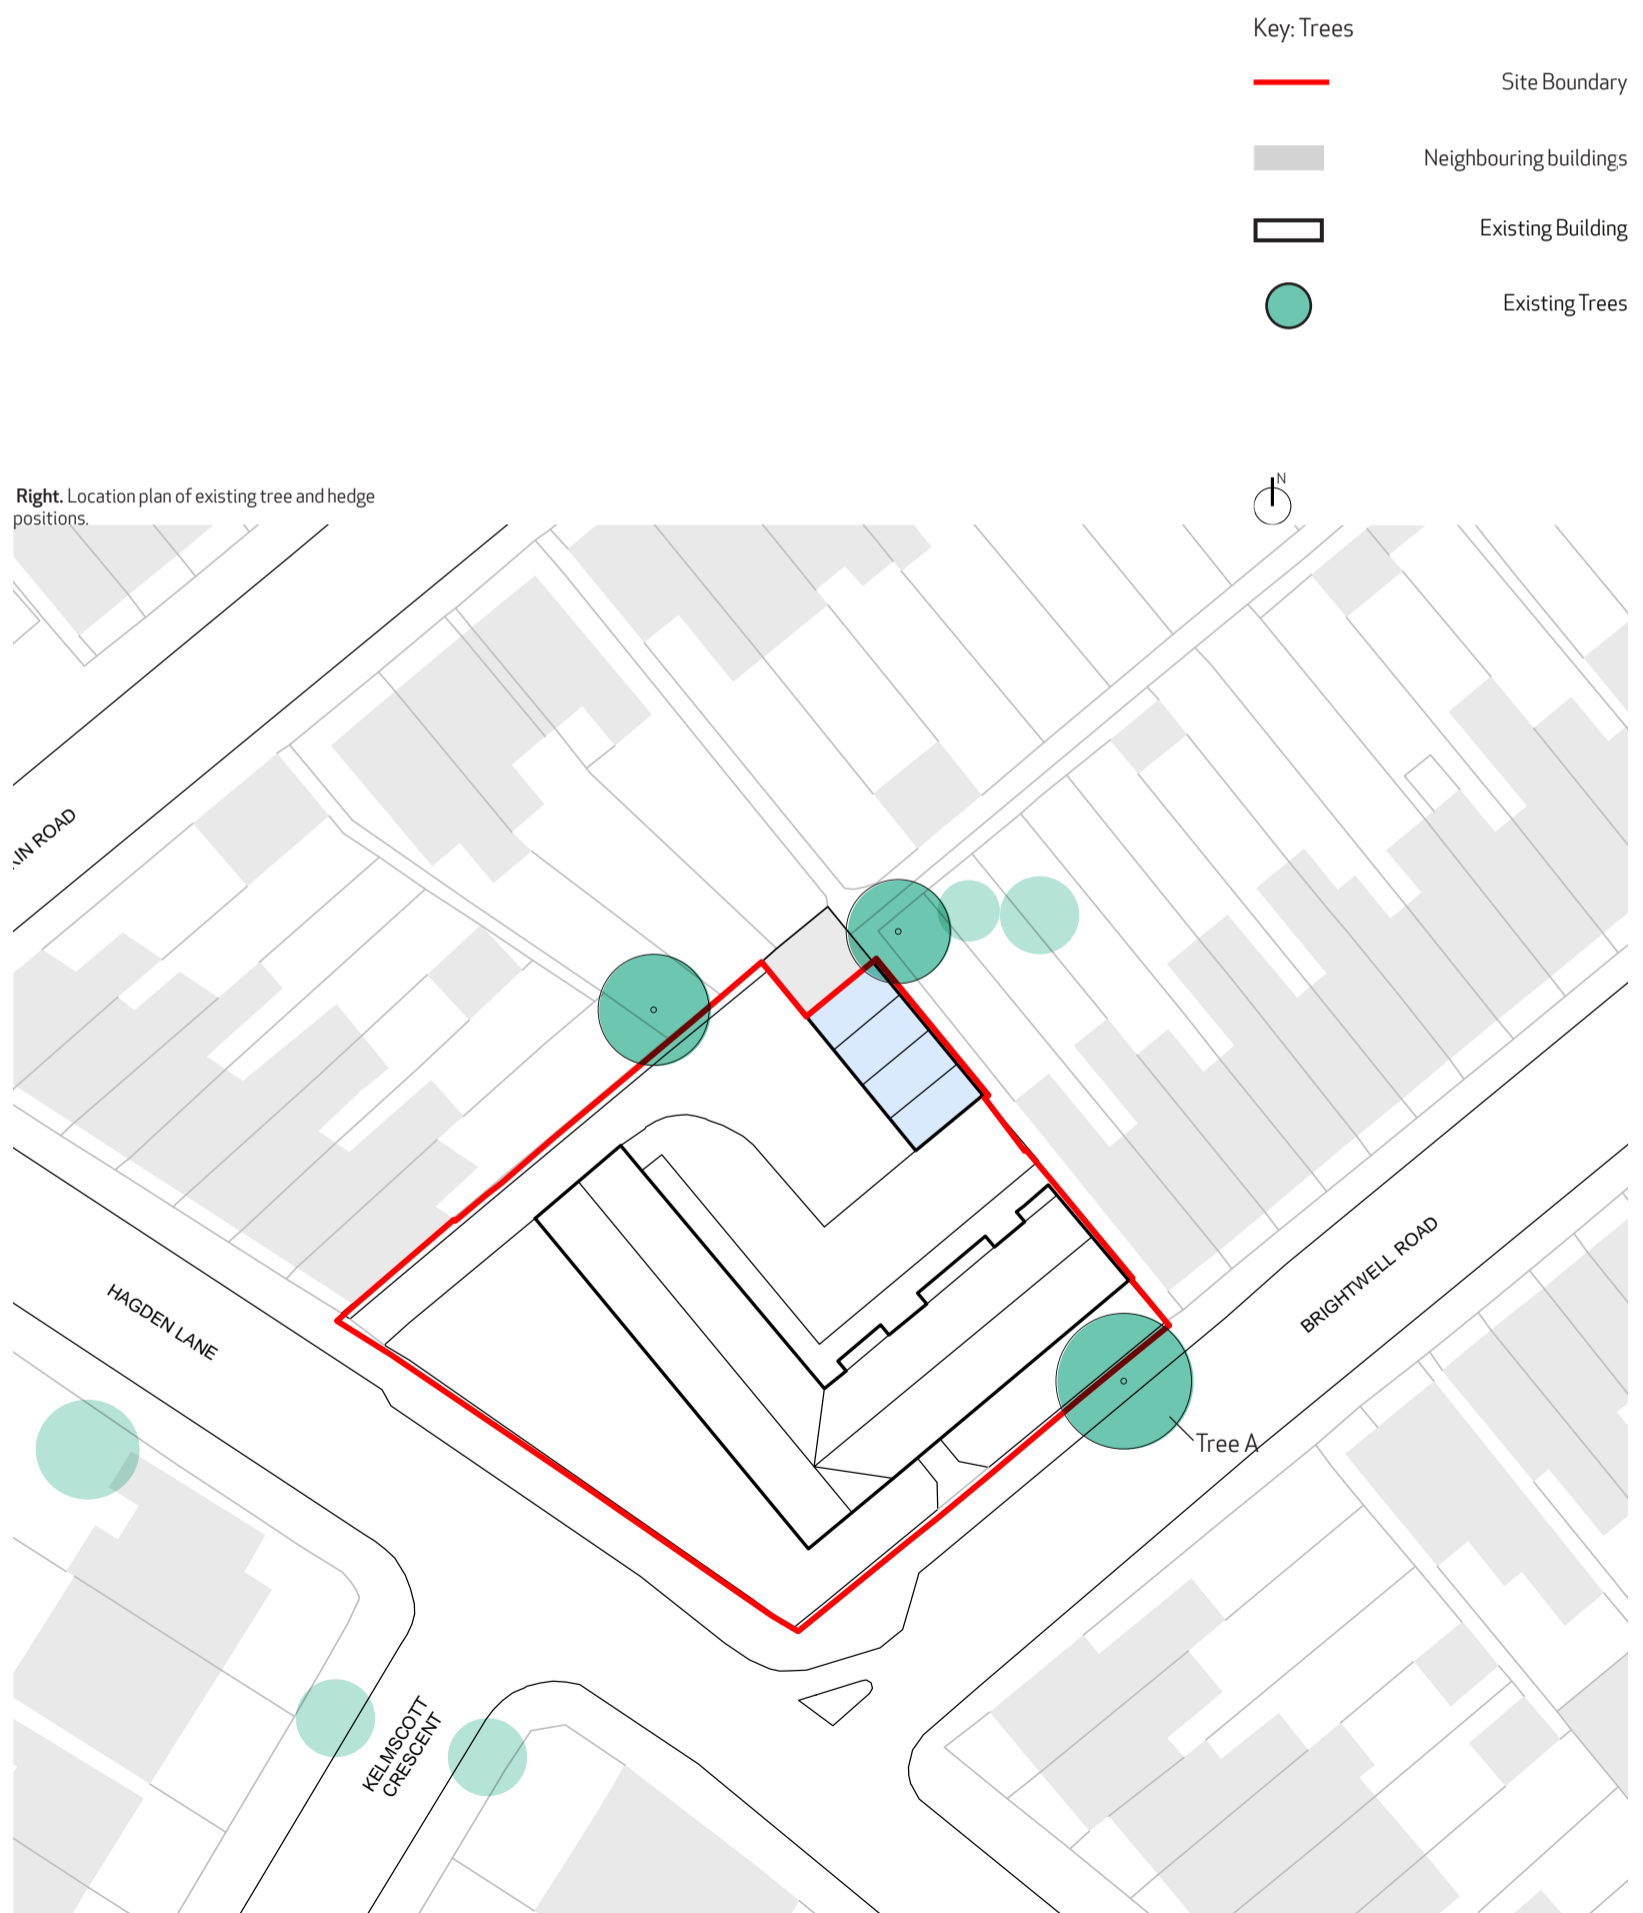 Key: Trees
Site Boundary
Neighbouring buildings
Existing Building
Existing Trees
N
Right. Location plan of existing tree and hedge
positions.
ROAD
HAGDEN LANE
BRIGHTWELL ROAD
Tree A
KELMSCOTT
CRESCENT